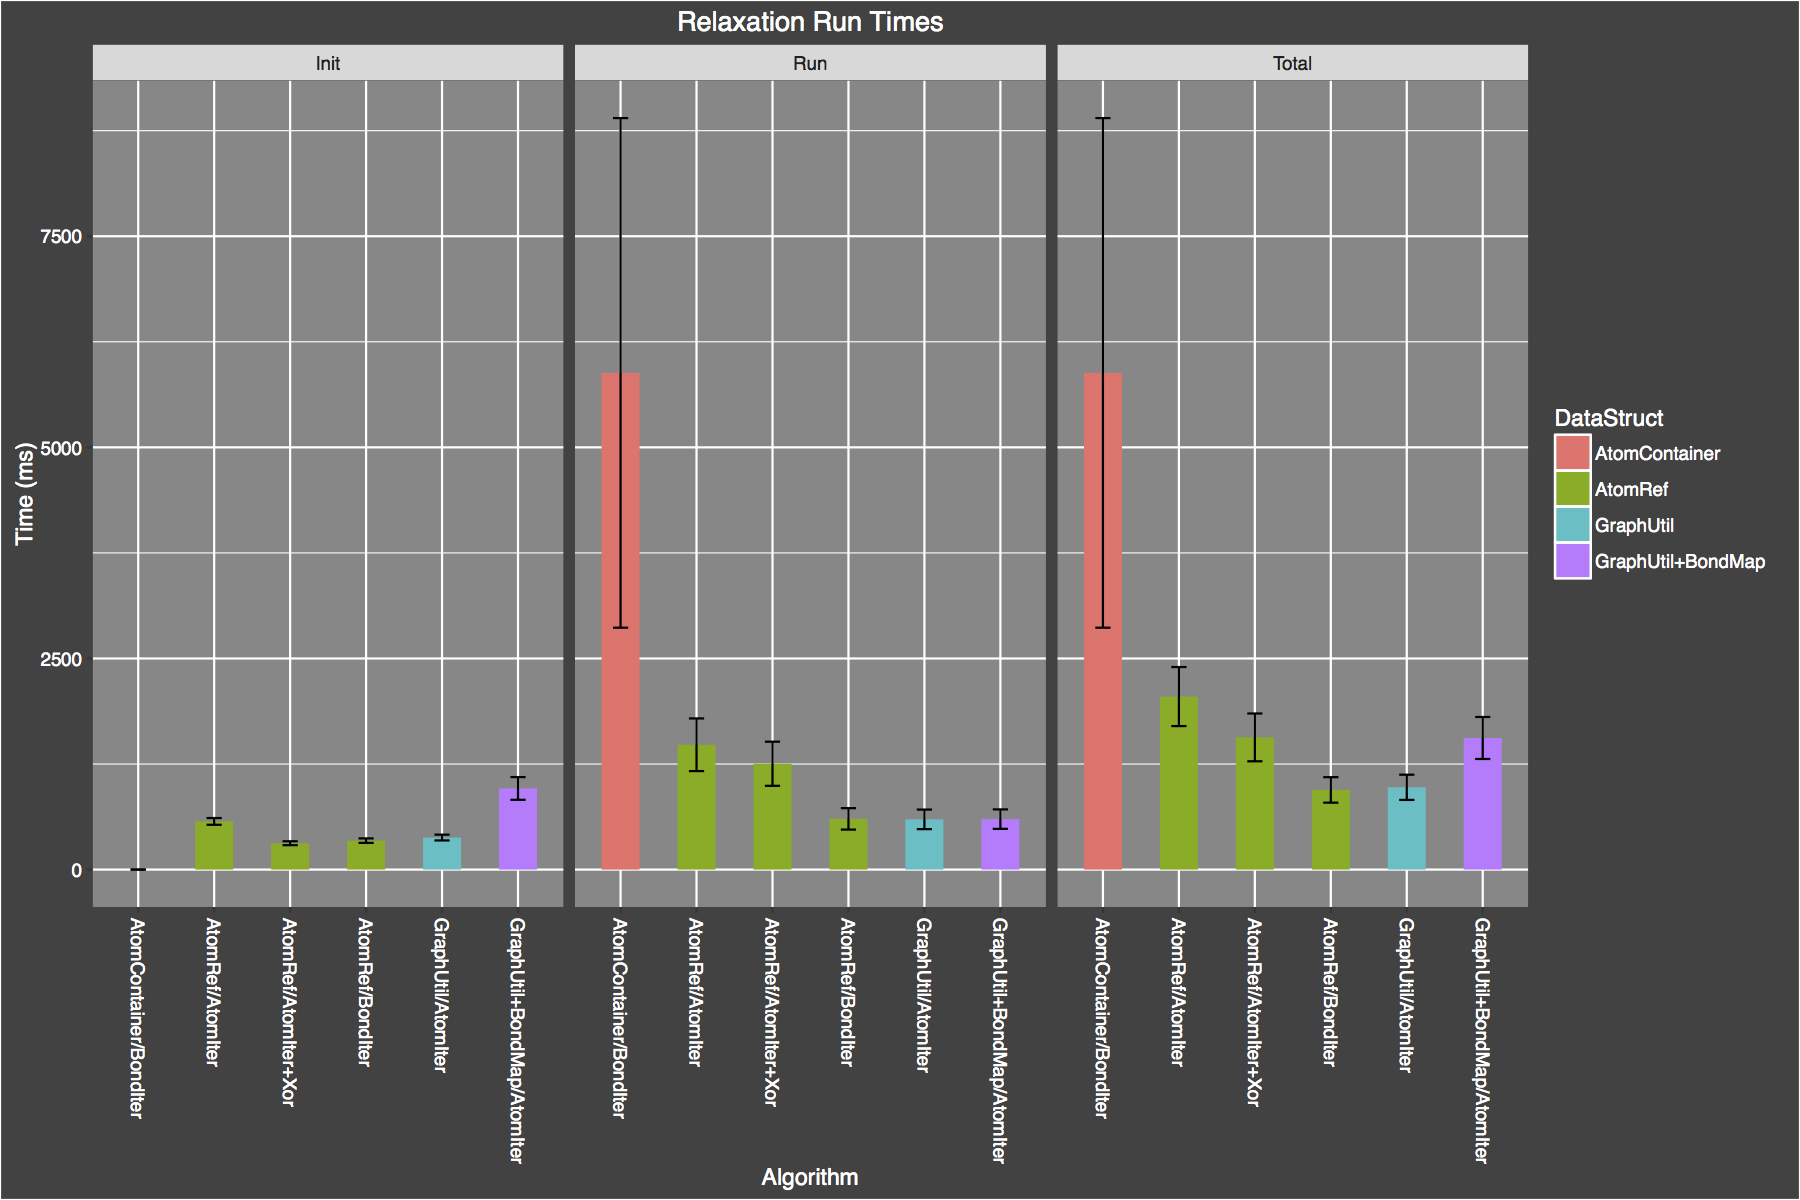 Relaxation Run Times
Init
Run
Total
Time (ms)
7500
5000
2500
0
AtomContainer/BondIter
AtomRef/AtomIter
AtomRef/AtomIter+Xor
AtomRef/BondIter
GraphUtil/AtomIter
GraphUtil+BondMap/AtomIter
AtomContainer/BondIter
AtomRef/AtomIter
AtomRef/AtomIter+Xor
AtomRef/BondIter
GraphUtil/AtomIter
GraphUtil+BondMap/AtomIter
AtomContainer/BondIter
AtomRef/AtomIter
AtomRef/AtomIter+Xor
AtomRef/BondIter
GraphUtil/AtomIter
GraphUtil+BondMap/AtomIter
Algorithm
DataStruct
AtomContainer
AtomRef
GraphUtil
GraphUtil+BondMap